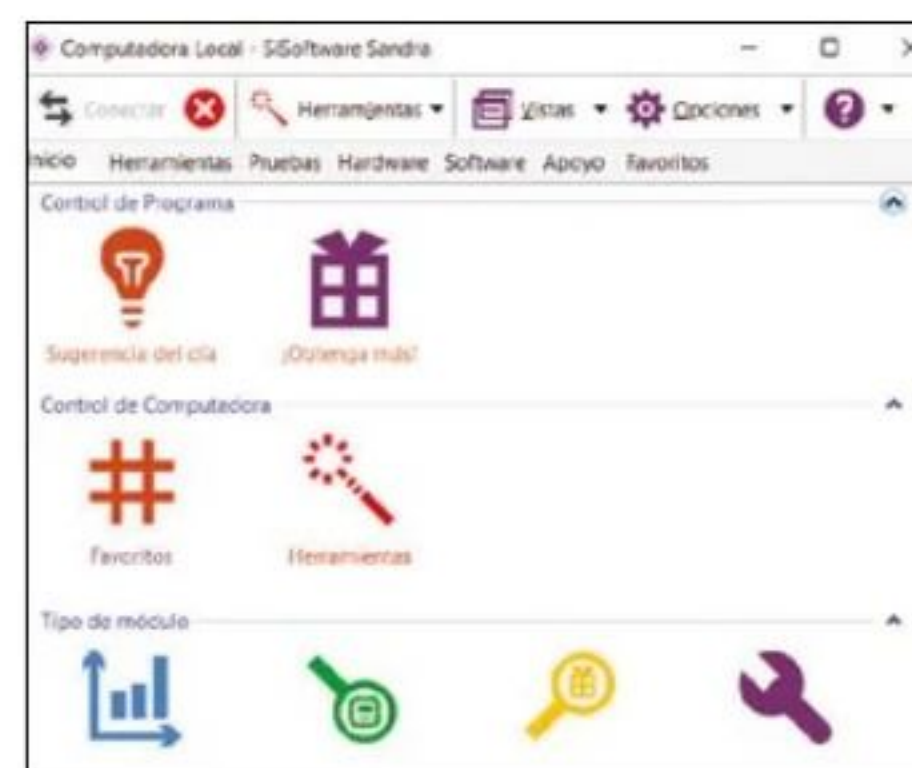 Computadora Local - SiSoftware Sandra
Conectar Herramientas Vistas Opciones ?
Inicio Herramientas Pruebas Hardware Software Apoyo Favoritos
Control de Programa
Sugerencia del día ¡Obtenga más!
Control de Computadora
Favoritos Herramientas
Tipo de módulo